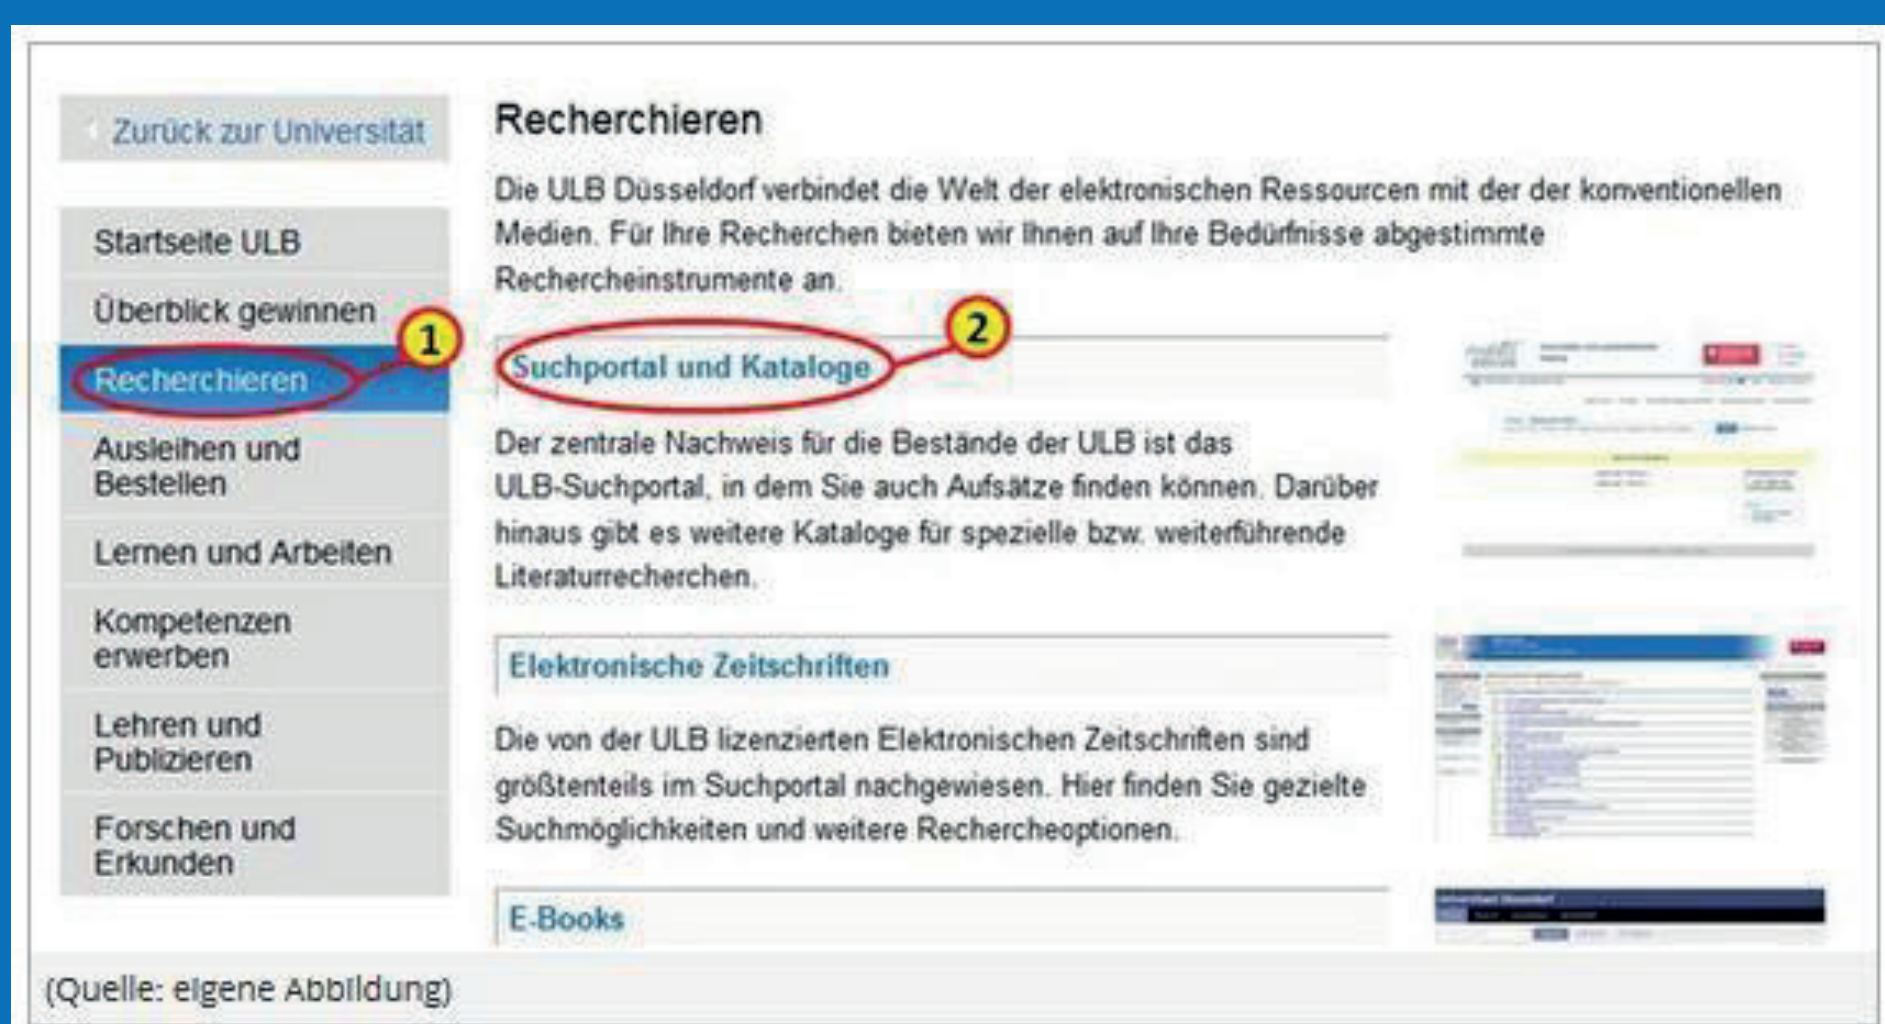 Zurück zur Universität
Startseite ULB
Überblick gewinnen
1
Recherchieren
Ausleihen und
Bestellen
Lernen und Arbeiten
Kompetenzen
erwerben
Lehren und
Publizieren
Forschen und
Erkunden
Recherchieren
Die ULB Düsseldorf verbindet die Welt der elektronischen Ressourcen mit der der konventionellen
Medien. Für Ihre Recherchen bieten wir Ihnen auf Ihre Bedürfnisse abgestimmte
Rechercheinstrumente an.
2
Suchportal und Kataloge
Der zentrale Nachweis für die Bestände der ULB ist das
ULB-Suchportal, in dem Sie auch Aufsätze finden können. Darüber
hinaus gibt es weitere Kataloge für spezielle bzw. weiterführende
Literaturrecherchen.
Elektronische Zeitschriften
Die von der ULB lizenzierten Elektronischen Zeitschriften sind
größtenteils im Suchportal nachgewiesen. Hier finden Sie gezielte
Suchmöglichkeiten und weitere Rechercheoptionen.
E-Books
(Quelle: eigene Abbildung)